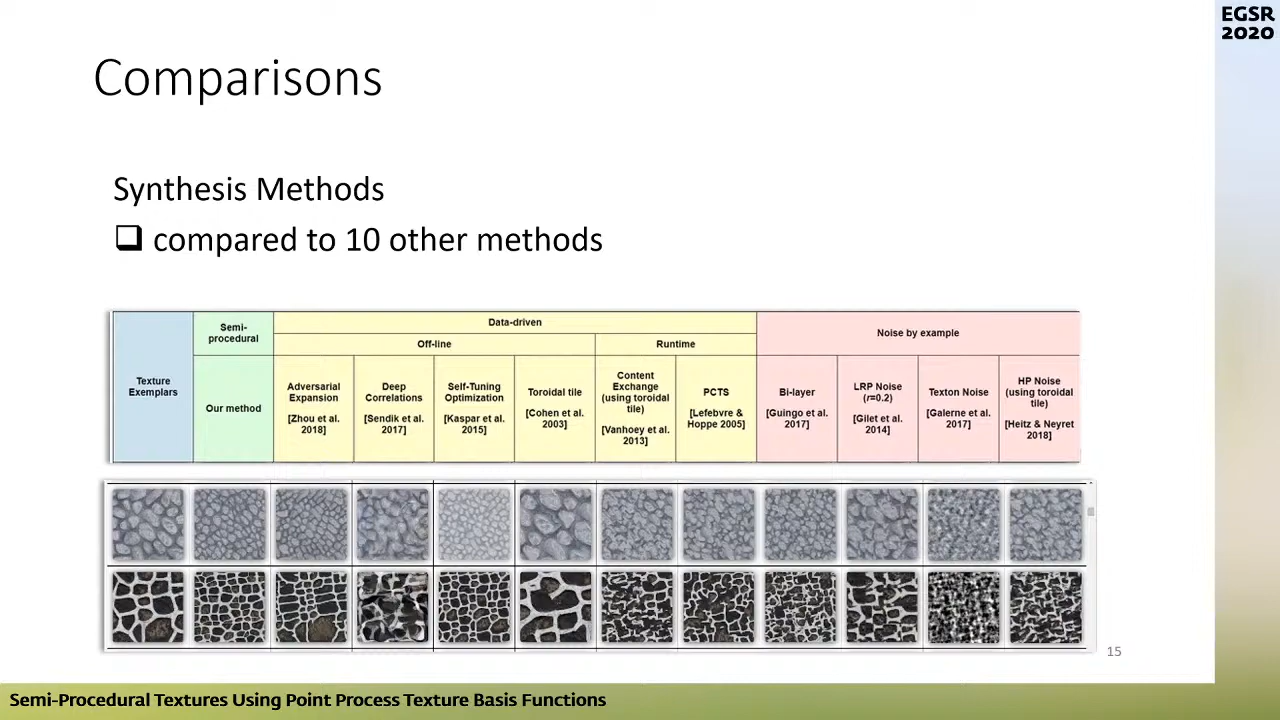 EGSR
2020
Comparisons
Synthesis Methods
compared to 10 other methods
Texture
Exemplars
Semi-
procedural
Our method
Data-driven
Off-line
Runtime
Noise by example
Adversarial
Expansion
[Zhou et al.
2018]
Deep
Correlations
[Sendik et al.
2017]
Self-Tuning
Optimization
[Kaspar et al.
2015]
Toroidal tile
[Cohen et al.
2003]
Content
Exchange
(using toroidal
tile)
[Vanhoey et al.
2013]
PCTS
[Lefebvre &
Hoppe 2005]
Bi-layer
[Guingo et al.
2017]
LRP Noise
(r=0.2)
[Gilet et al.
2014]
Texton Noise
[Galerne et al.
2017]
HP Noise
(using toroidal
tile)
[Heitz & Neyret
2018]
15
Semi-Procedural Textures Using Point Process Texture Basis Functions